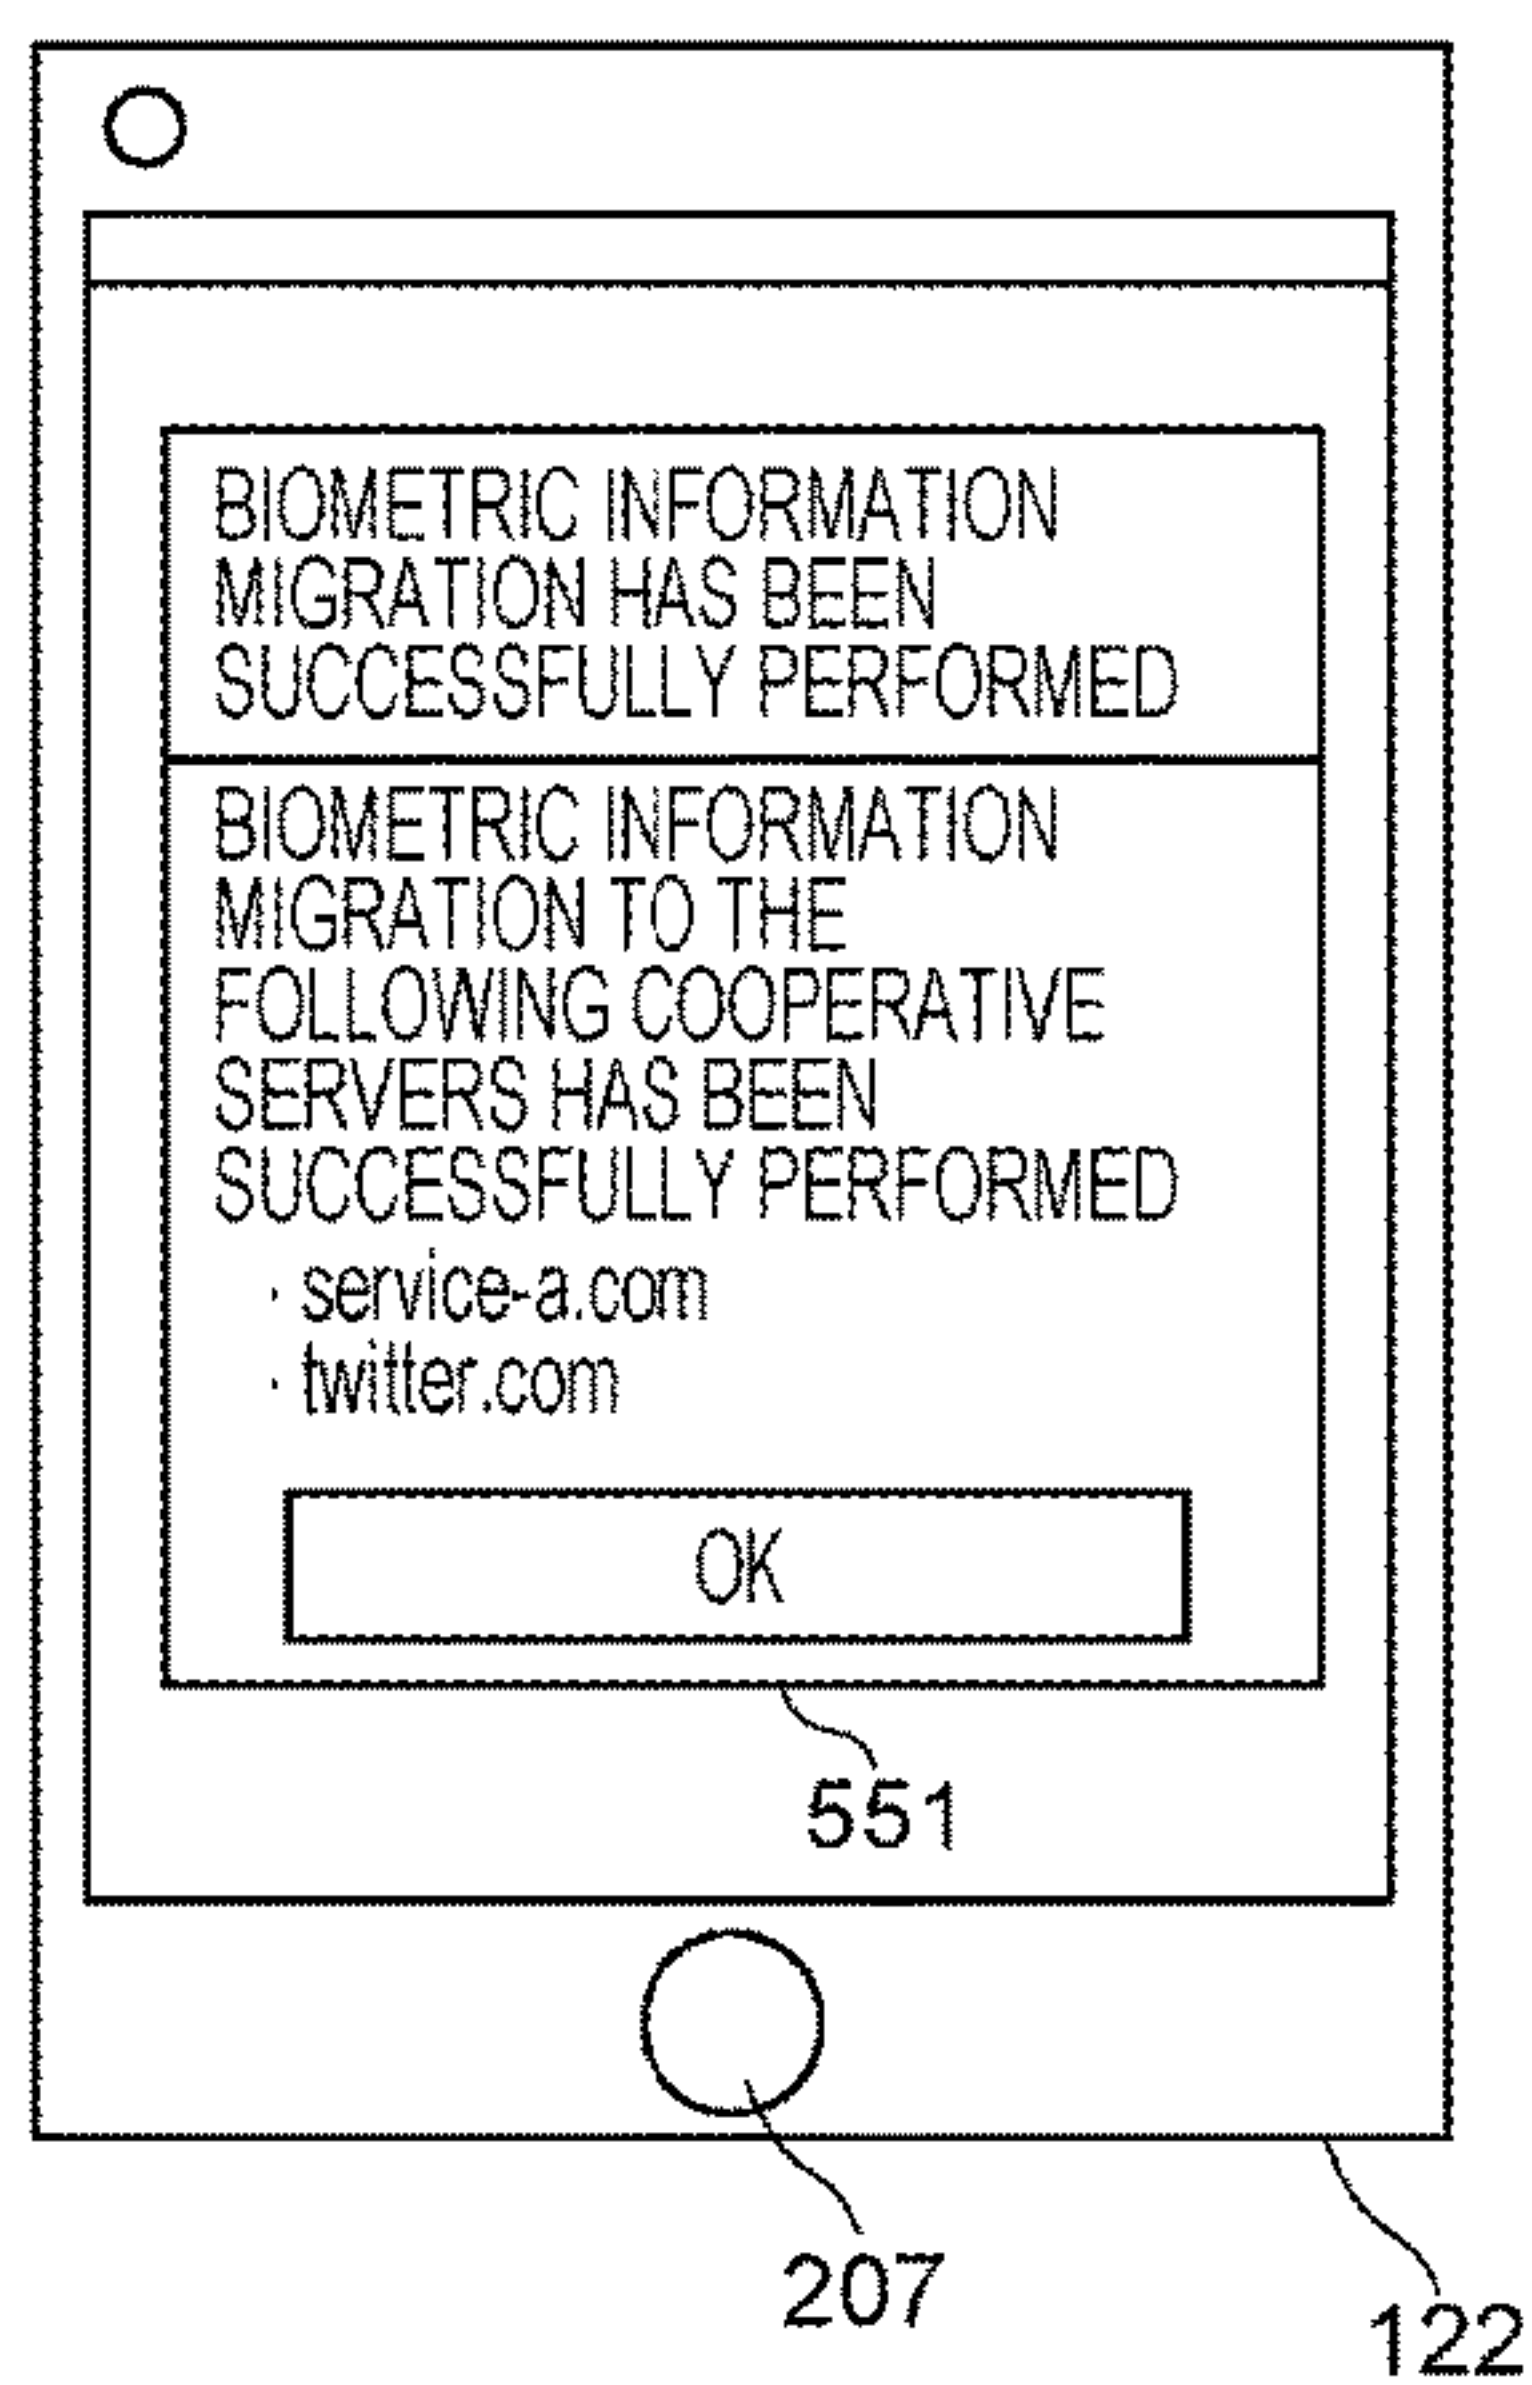 BIOMETRIC INFORMATION
MIGRATION HAS BEEN
SUCCESSFULLY PERFORMED
BIOMETRIC INFORMATION
MIGRATION TO THE
FOLLOWING COOPERATIVE
SERVERS HAS BEEN
SUCCESSFULLY PERFORMED
· service-a.com
· twitter.com
OK
551
207
122